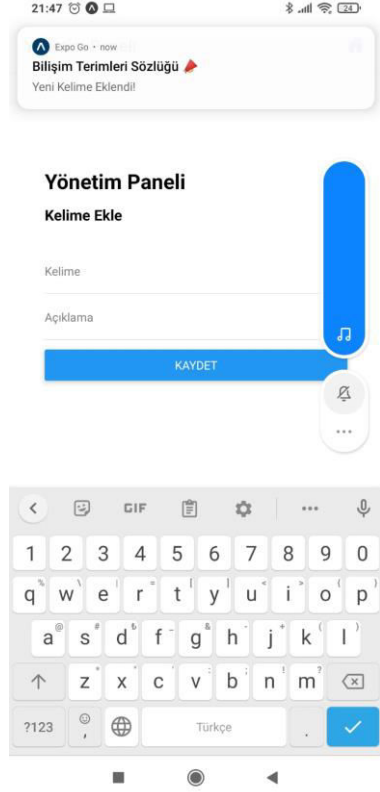 21:47
24
Expo Go • now
Bilişim Terimleri Sözlüğü
Yeni Kelime Eklendi!
Yönetim Paneli
Kelime Ekle
Kelime
Açıklama
KAYDET
GIF
1 2 3 4 5 6 7 8 9 0
q w e r t y u i o p
a s d f g h j k l
z x c v b n m
?123 , Türkçe .